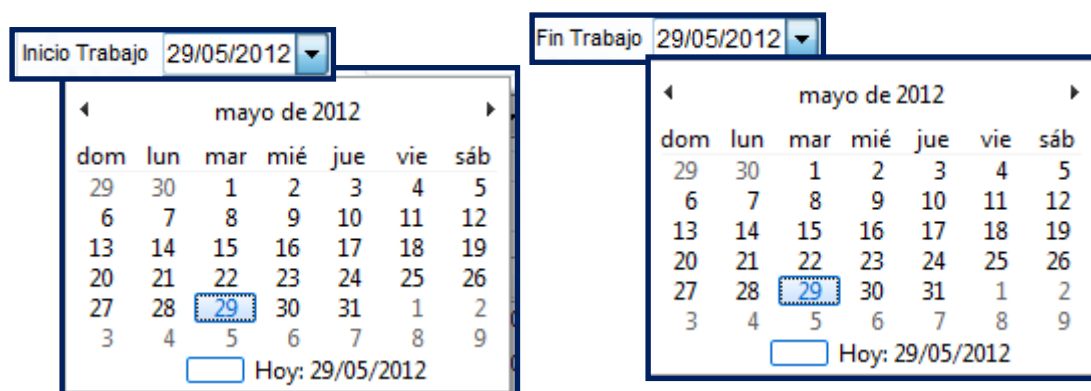 Inicio Trabajo 29/05/2012
mayo de 2012
dom lun mar mié jue vie sáb
29 30 1 2 3 4 5
6 7 8 9 10 11 12
13 14 15 16 17 18 19
20 21 22 23 24 25 26
27 28 29 30 31 1 2
3 4 5 6 7 8 9
Hoy: 29/05/2012
Fin Trabajo 29/05/2012
mayo de 2012
dom lun mar mié jue vie sáb
29 30 1 2 3 4 5
6 7 8 9 10 11 12
13 14 15 16 17 18 19
20 21 22 23 24 25 26
27 28 29 30 31 1 2
3 4 5 6 7 8 9
Hoy: 29/05/2012